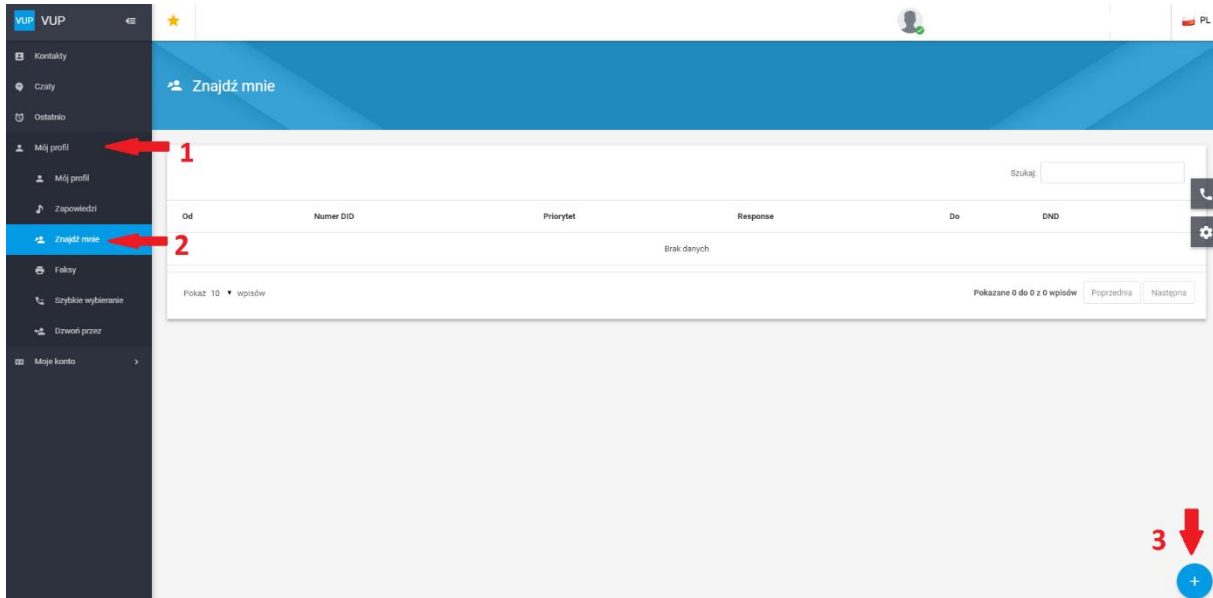 VUP VUP
PL
Kontakty
Czaty
Ostatnio
Mój profil
1
Mój profil
Zapowiedzi
Znajdź mnie
2
Faksy
Szybkie wybieranie
Dzwoń przez
Moje konto
Znajdź mnie
Szukaj:
Od Numer DID Priorytet Response Do DND
Brak danych
Pokaż 10 wpisów
Pokazane 0 do 0 z 0 wpisów Poprzednia Następna
3
+